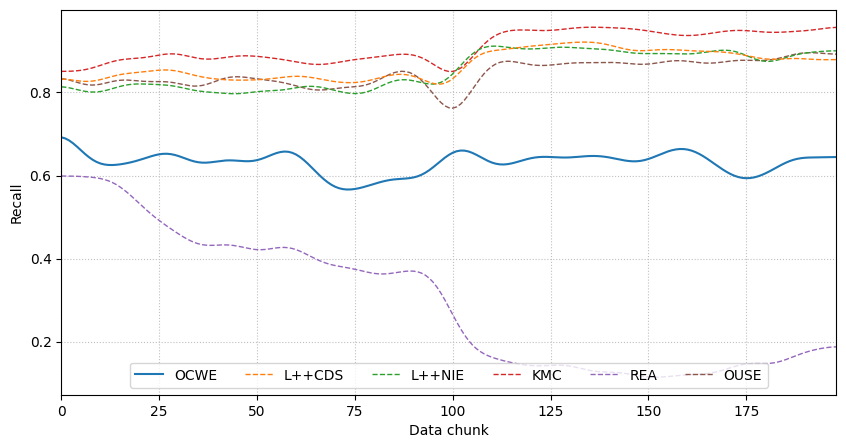 Recall
0.8
0.6
0.4
0.2
OCWE L++CDS L++NIE KMC REA OUSE
0 25 50 75 100 125 150 175
Data chunk